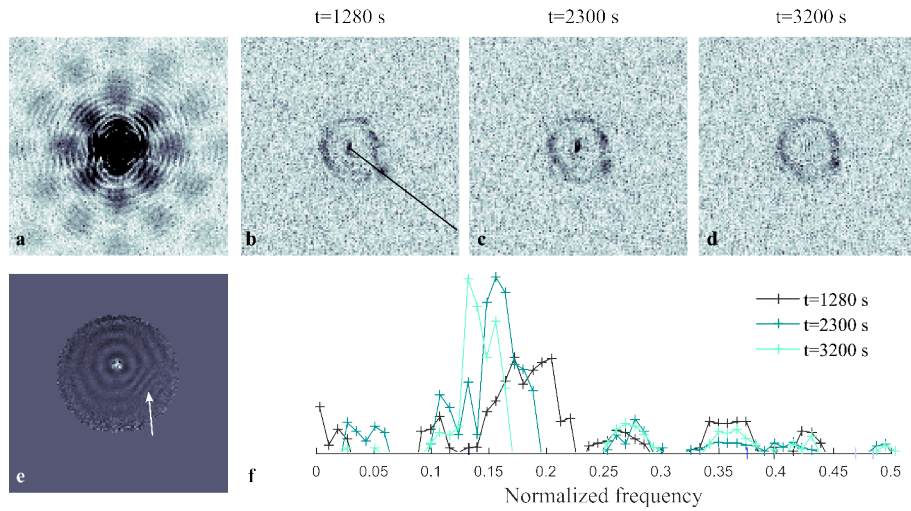 t=1280 s t=2300 s t=3200 s
a b c d
t=1280 s
t=2300 s
t=3200 s
e f
0 0.05 0.1 0.15 0.2 0.25 0.3 0.35 0.4 0.45 0.5
Normalized frequency